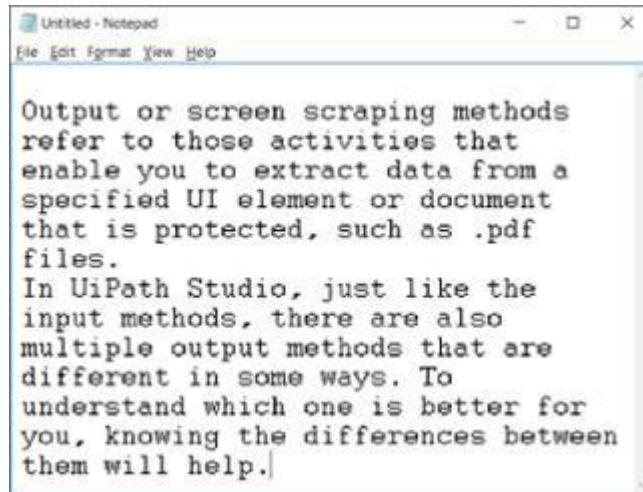 Untitled - Notepad
File Edit Format View Help
Output or screen scraping methods
refer to those activities that
enable you to extract data from a
specified UI element or document
that is protected, such as .pdf
files.
In UiPath Studio, just like the
input methods, there are also
multiple output methods that are
different in some ways. To
understand which one is better for
you, knowing the differences between
them will help.